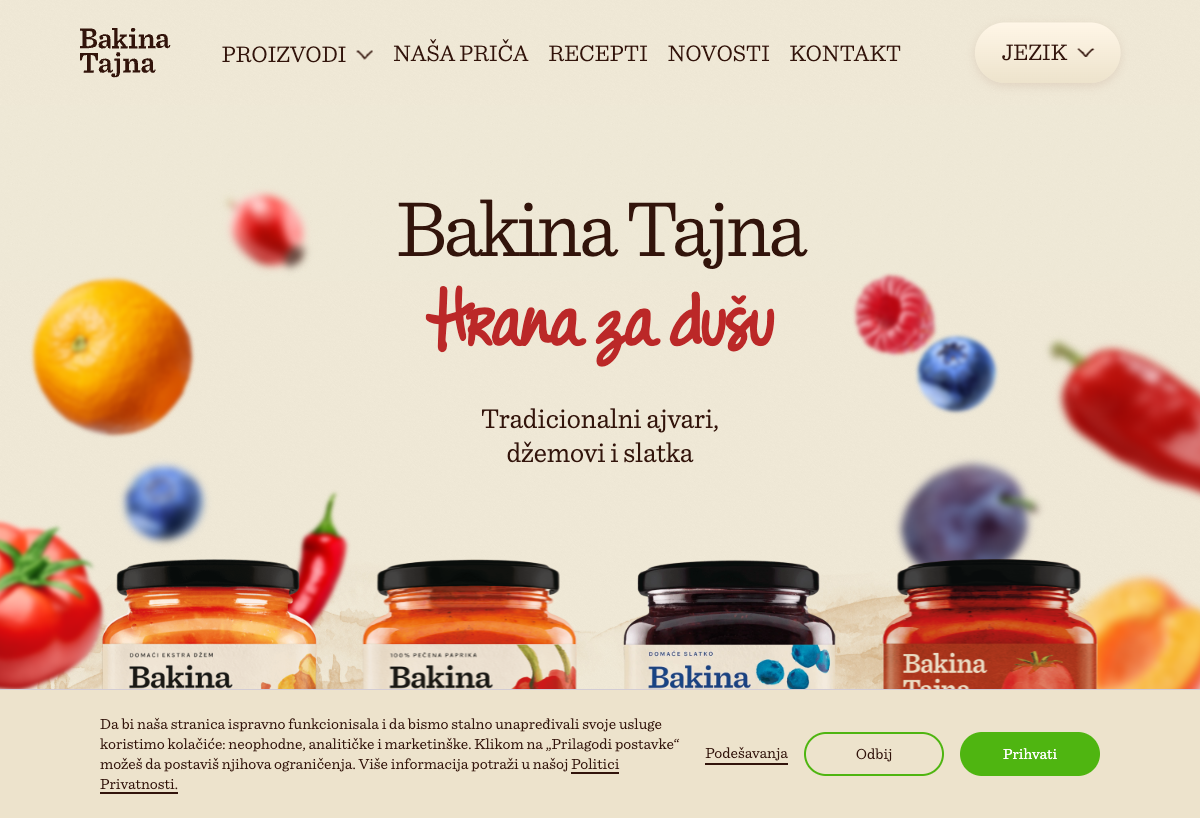 Bakina
Tajna
PROIZVODI
NAŠA PRIČA
RECEPTI
NOVOSTI
KONTAKT
JEZIK
Bakina Tajna
Hrana za dušu
Tradicionalni ajvari,
džemovi i slatka
DOMAĆI EKSTRA DŽEM
Bakina
100% PEČENA PAPRIKA
Bakina
DOMAĆE SLATKO
Bakina
Bakina
Tajna
Da bi naša stranica ispravno funkcionisala i da bismo stalno unapređivali svoje usluge
koristimo kolačiće: neophodne, analitičke i marketinške. Klikom na „Prilagodi postavke“
možeš da postaviš njihova ograničenja. Više informacija potraži u našoj Politici
Privatnosti.
Podešavanja
Odbij
Prihvati